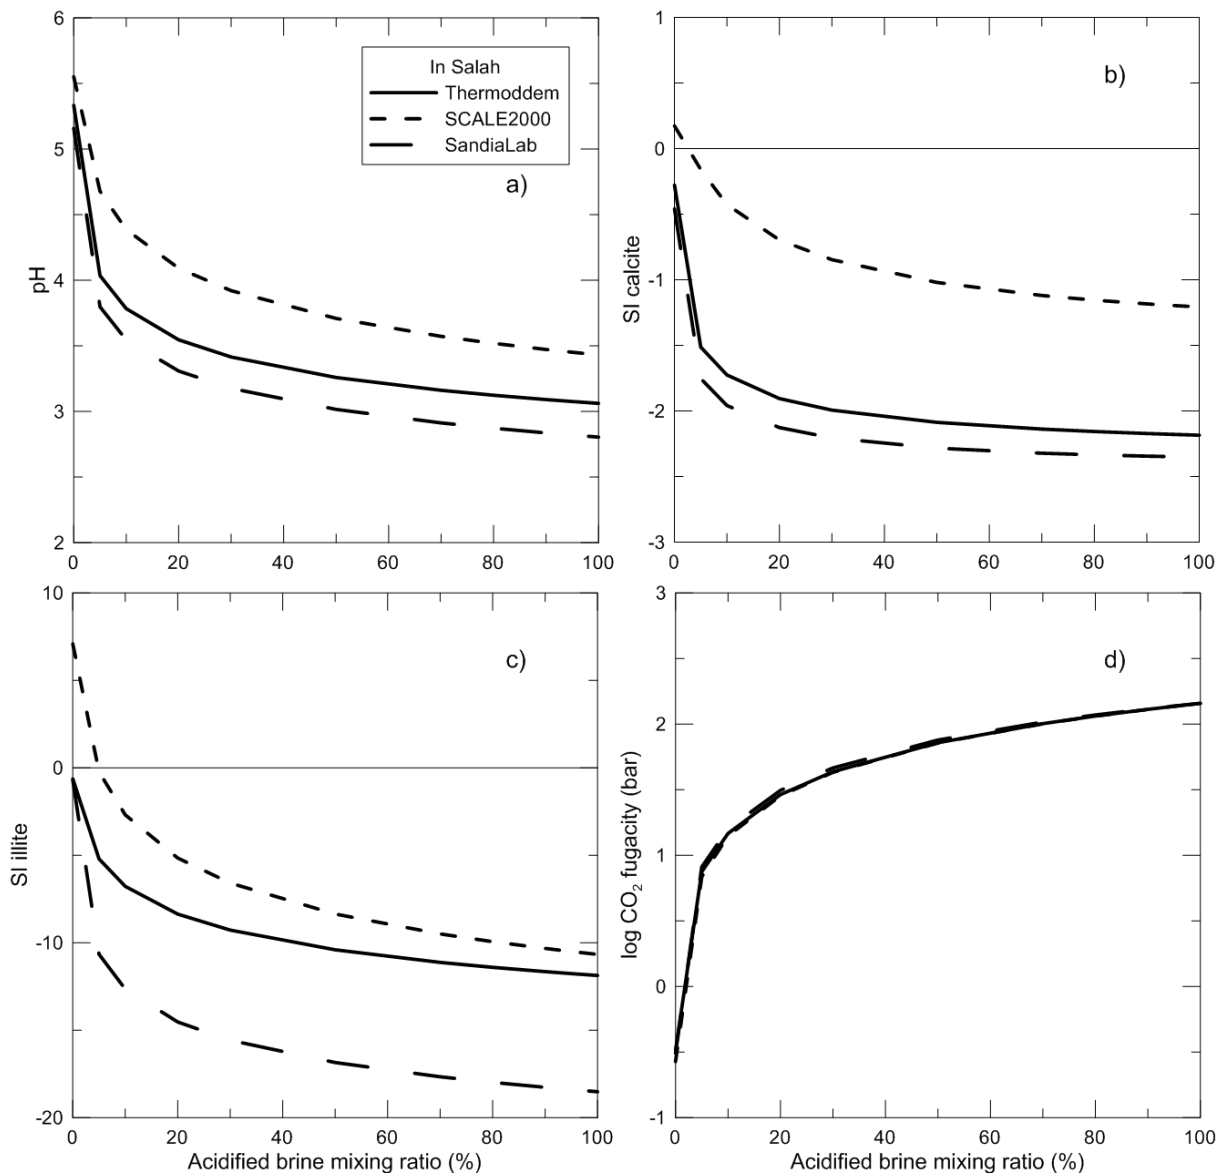 6
5
4
3
2
pH
In Salah
Thermoddem
SCALE2000
SandiaLab
a)
0 20 40 60 80 100
1
0
-1
-2
-3
SI calcite
b)
0 20 40 60 80 100
10
0
-10
-20
SI illite
c)
0 20 40 60 80 100
Acidified brine mixing ratio (%)
3
2
1
0
-1
log CO₂ fugacity (bar)
d)
0 20 40 60 80 100
Acidified brine mixing ratio (%)